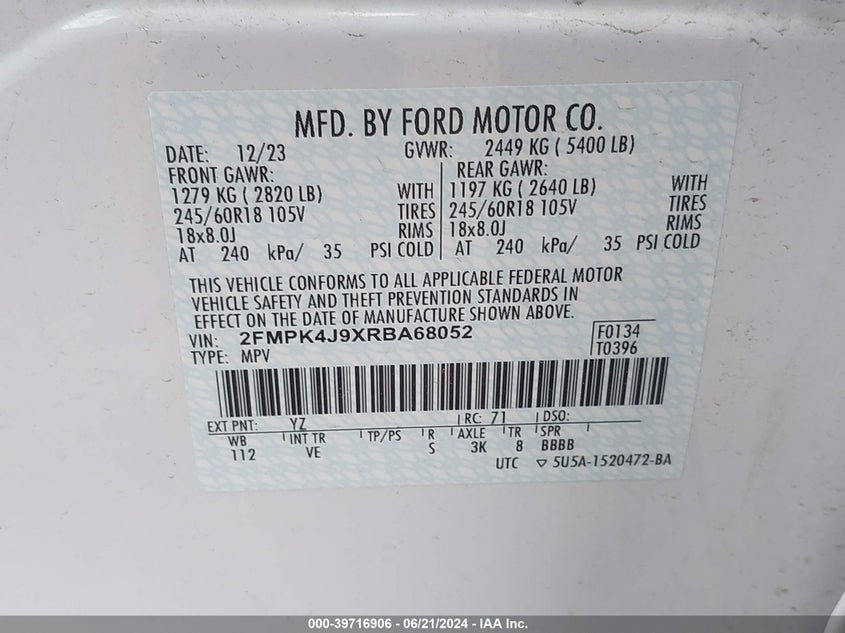 MFD. BY FORD MOTOR CO.
DATE: 12/23 GVWR: 2449 KG ( 5400 LB)
FRONT GAWR: REAR GAWR:
1279 KG ( 2820 LB) WITH 1197 KG ( 2640 LB) WITH
245/60R18 105V TIRES 245/60R18 105V TIRES
18x8.0J RIMS 18x8.0J RIMS
AT 240 kPa/ 35 PSI COLD AT 240 kPa/ 35 PSI COLD
THIS VEHICLE CONFORMS TO ALL APPLICABLE FEDERAL MOTOR
VEHICLE SAFETY AND THEFT PREVENTION STANDARDS IN
EFFECT ON THE DATE OF MANUFACTURE SHOWN ABOVE.
VIN: 2FMPK4J9XRBA68052 F0134
TYPE: MPV T0396
EXT PNT: YZ RC: 71 DSO:
WB INT TR TP/PS R AXLE TR SPR
112 VE S 3K 8 BBBB
UTC ▽ 5U5A-1520472-BA
000-39716906 - 06/21/2024 - IAA Inc.